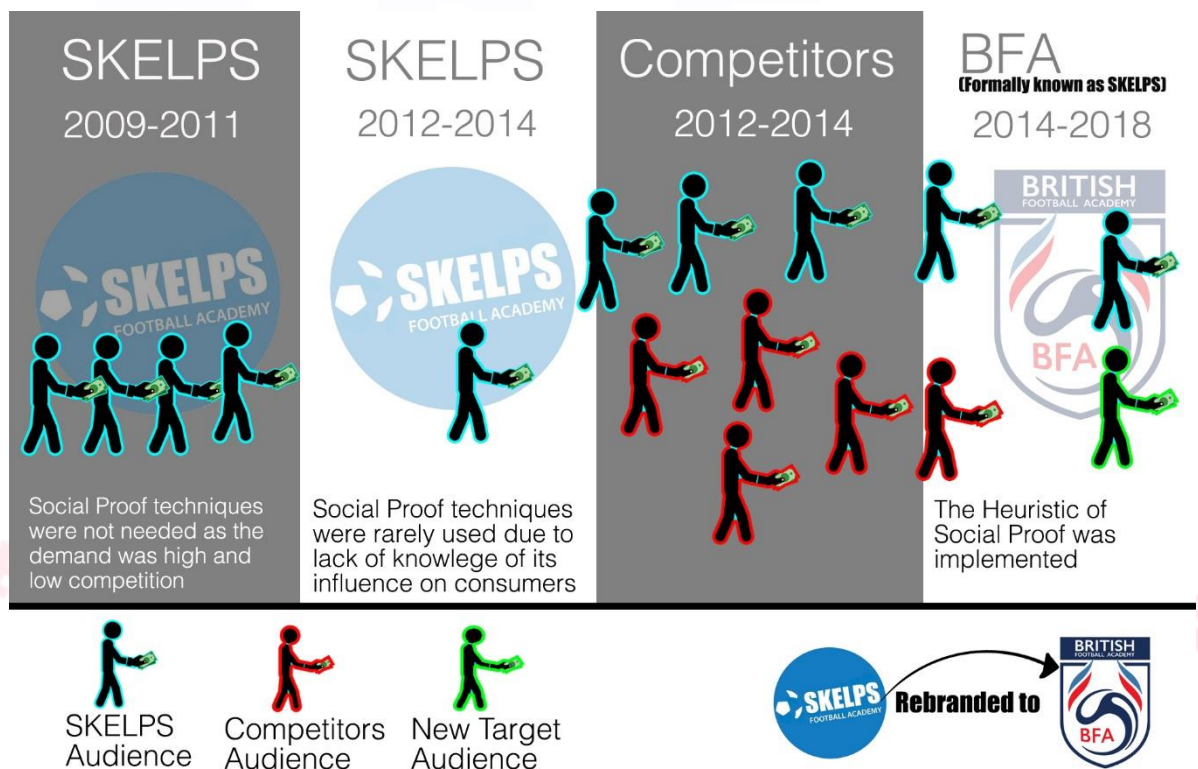 SKELPS
2009-2011
SKELPS
FOOTBALL ACADEMY
Social Proof techniques
were not needed as the
demand was high and
low competition
SKELPS
2012-2014
SKELPS
FOOTBALL ACADEMY
Social Proof techniques
were rarely used due to
lack of knowlege of its
influence on consumers
Competitors
2012-2014
BFA
(Formally known as SKELPS)
2014-2018
BRITISH
FOOTBALL ACADEMY
BFA
The Heuristic of
Social Proof was
implemented
SKELPS
Audience
Competitors
Audience
New Target
Audience
SKELPS
FOOTBALL ACADEMY
Rebranded to
BRITISH
FOOTBALL ACADEMY
BFA